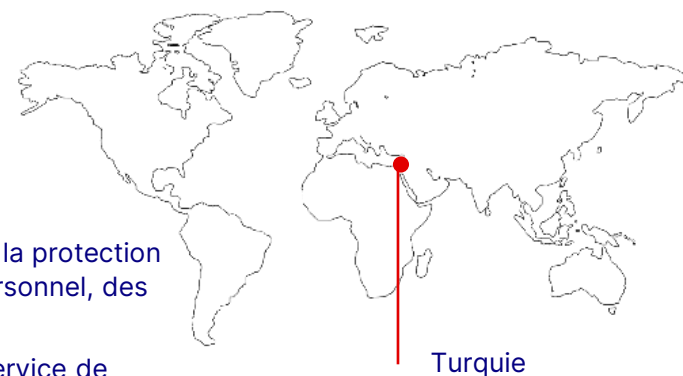 la protection
rsonnel, des
ervice de
Turquie